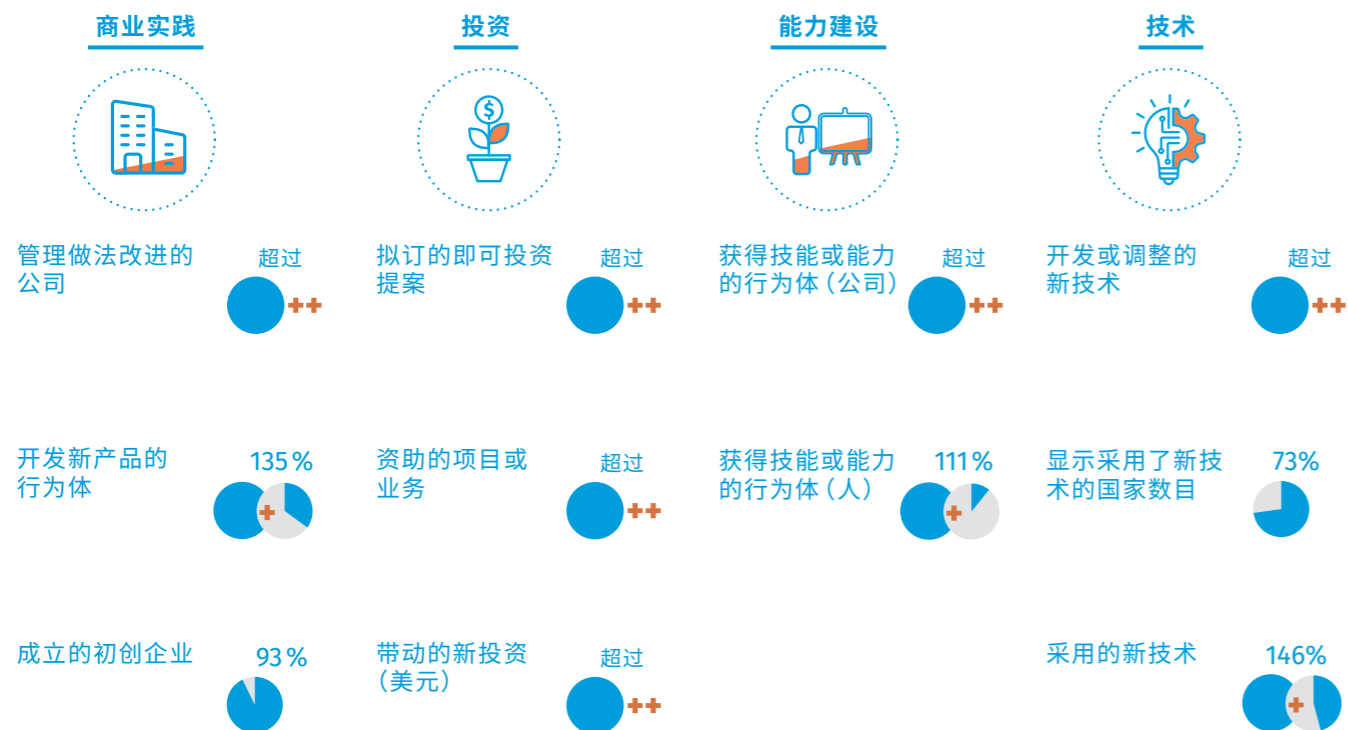 商业实践
投资
能力建设
技术
$
管理做法改进的
公司
超过
拟订的即可投资
提案
超过
获得技能或能力
的行为体（公司）
超过
开发或调整的
新技术
超过
开发新产品的
行为体
135%
资助的项目或
业务
超过
获得技能或能力
的行为体（人）
111%
显示采用了新技
术的国家数目
73%
成立的初创企业
93%
带动的新投资
（美元）
超过
采用的新技术
146%